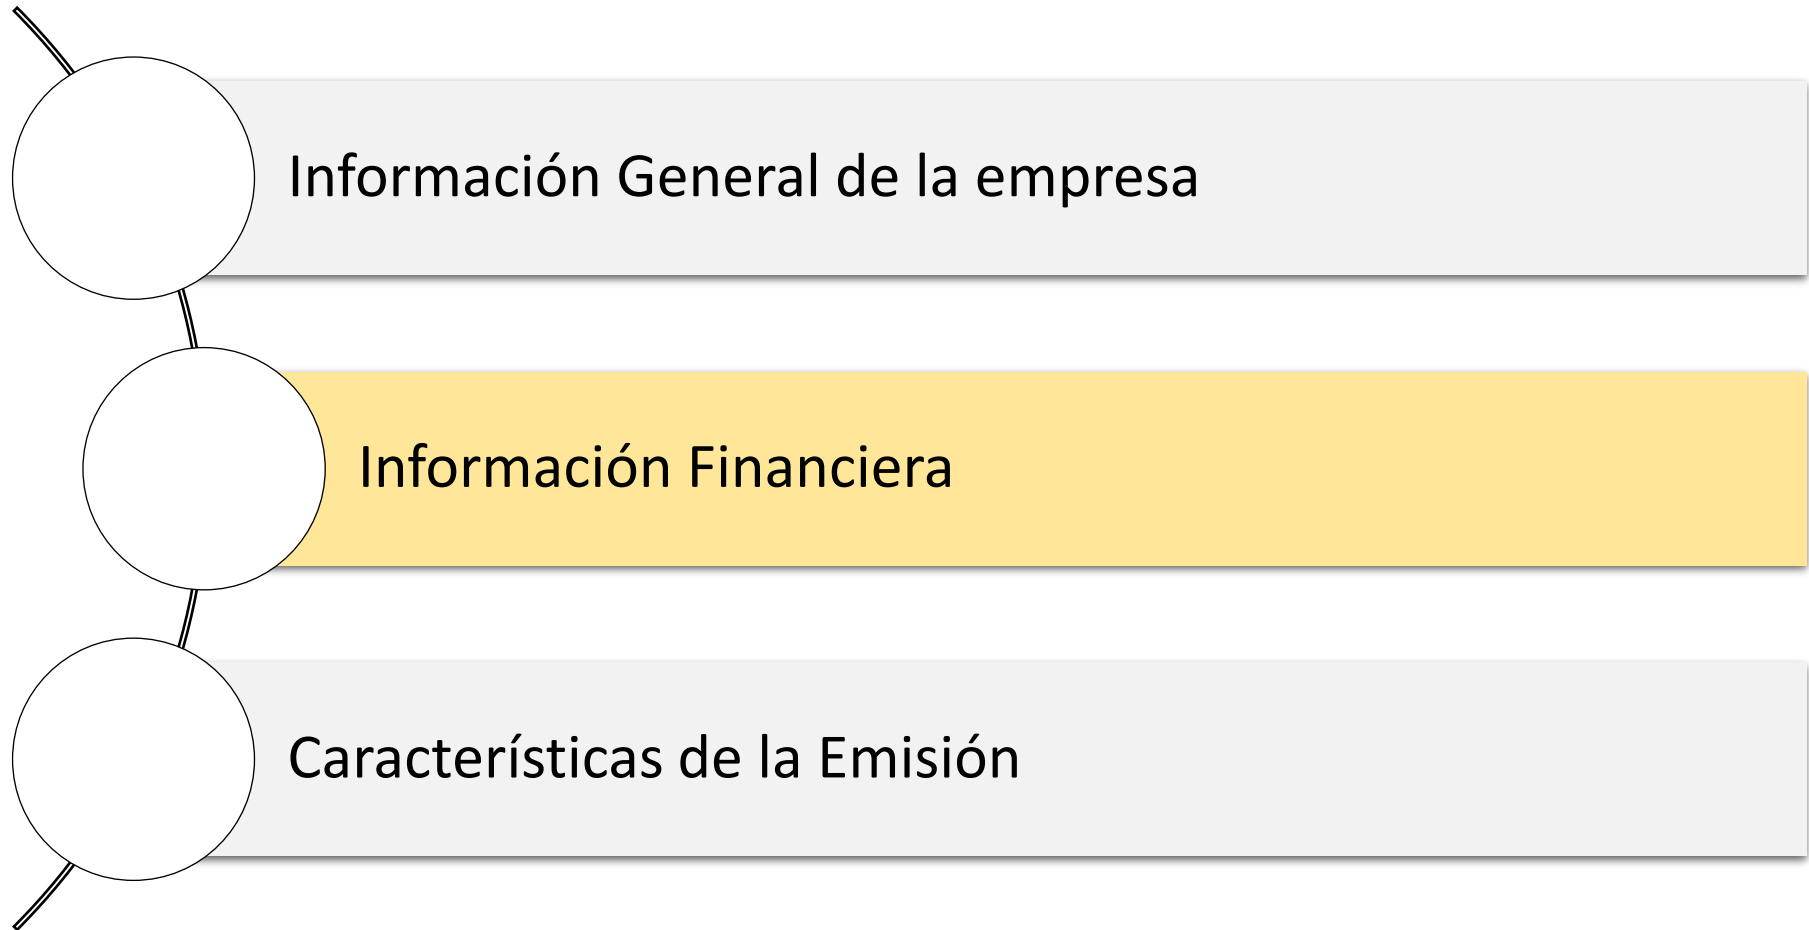 Información General de la empresa
Información Financiera
Características de la Emisión